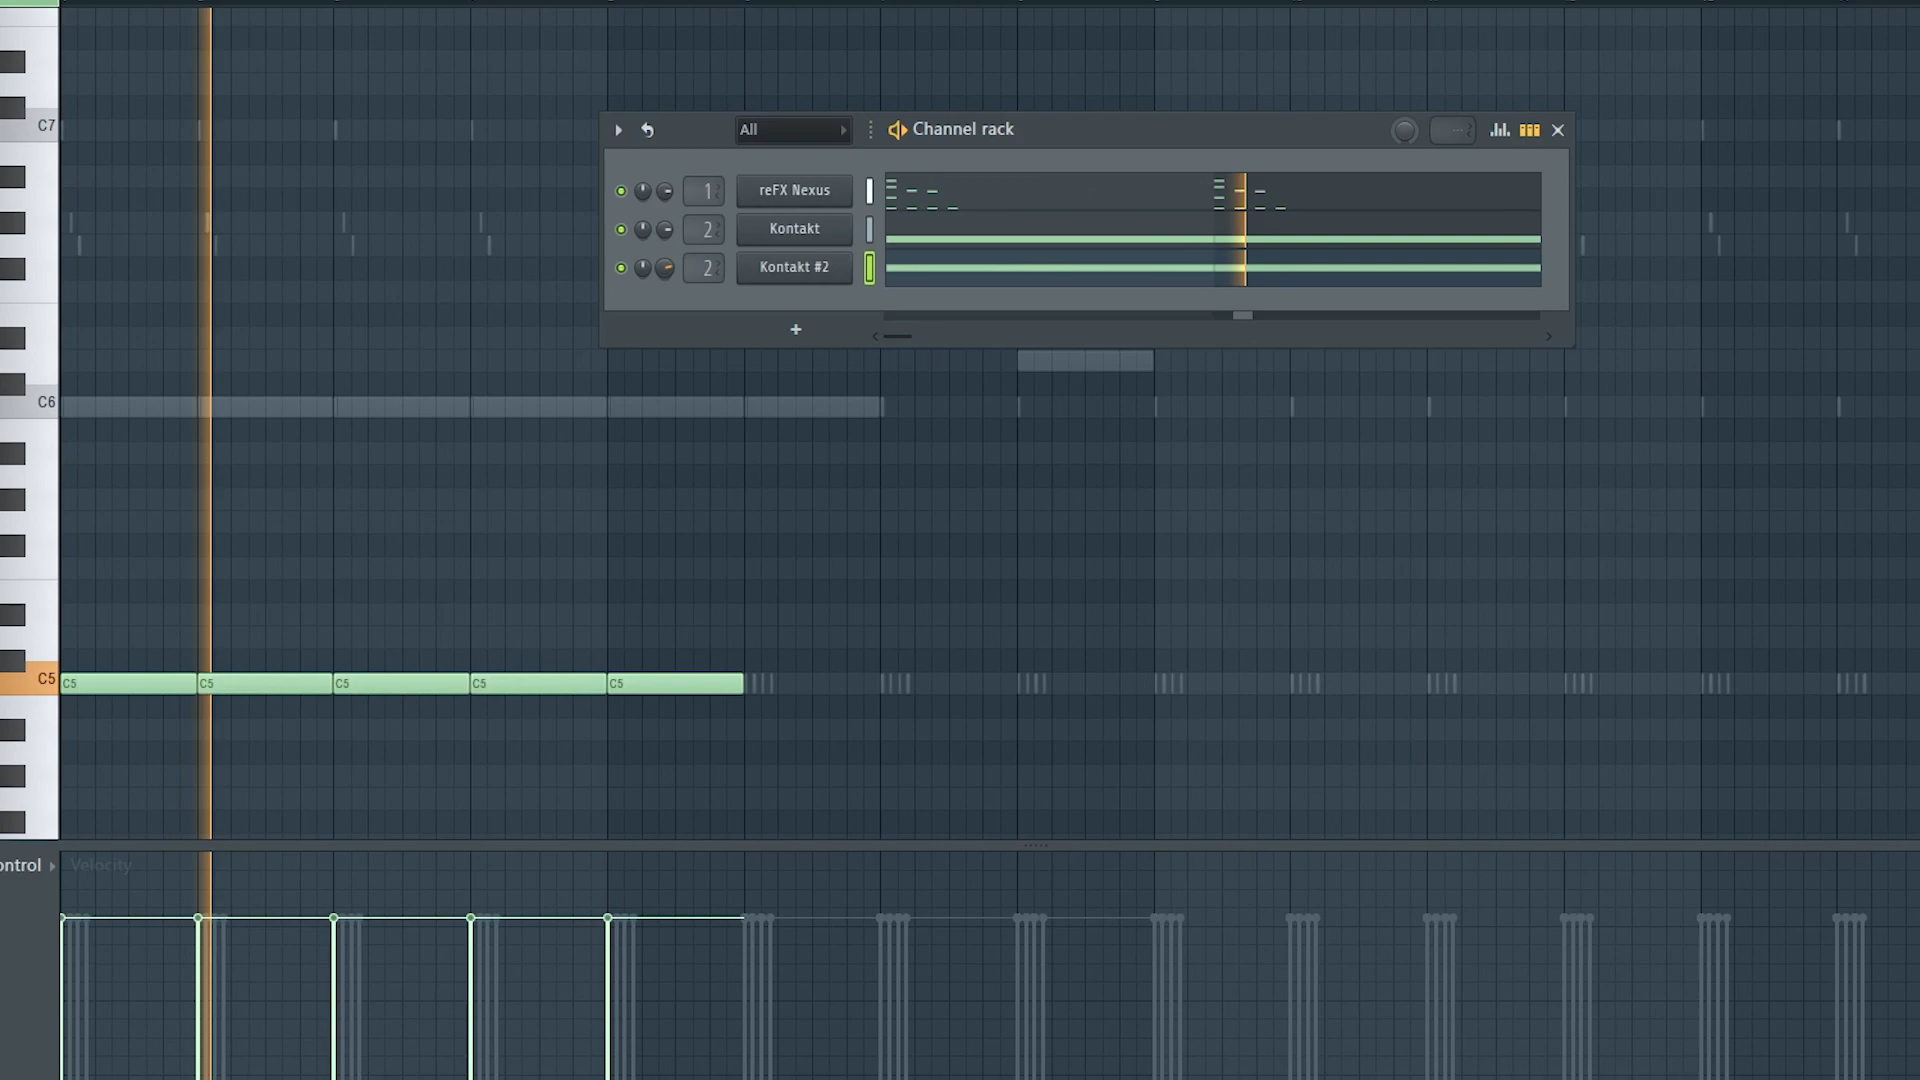 C7
All
Channel rack
1
reFX Nexus
2
Kontakt
2
Kontakt #2
+
C6
C5
C5
C5
C5
C5
C5
ontrol
Velocity